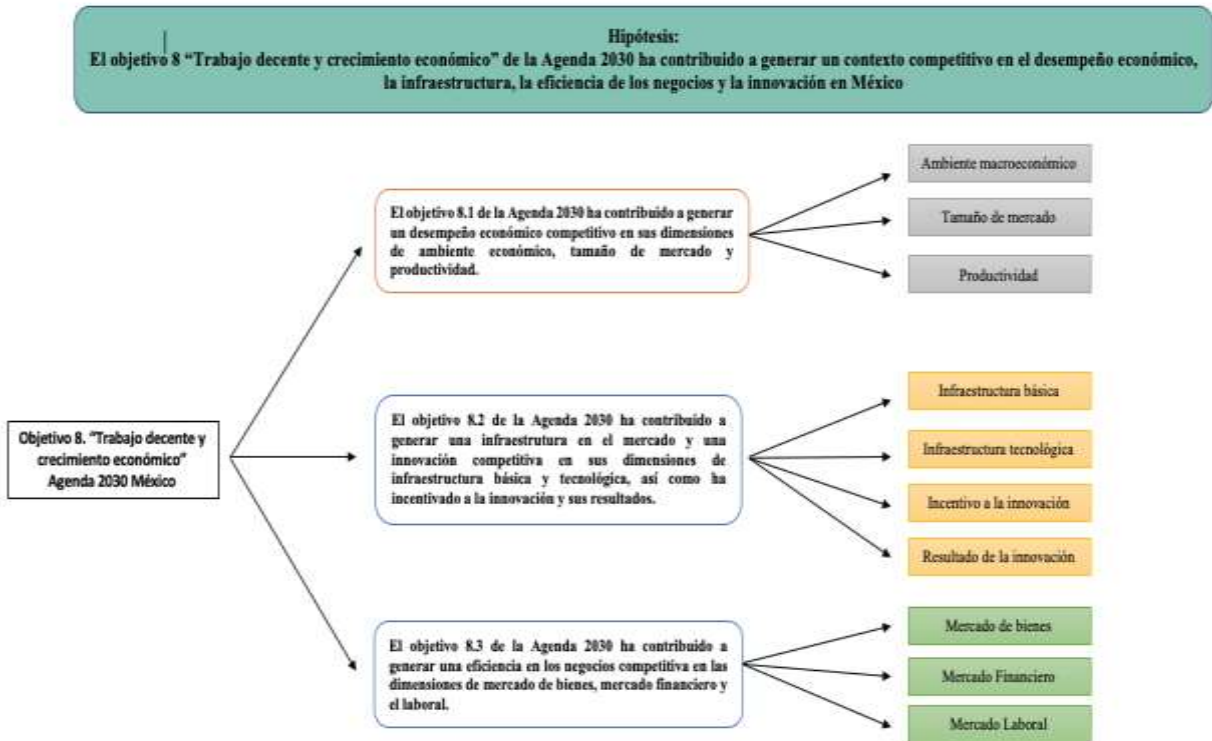 Hipótesis:
El objetivo 8 “Trabajo decente y crecimiento económico” de la Agenda 2030 ha contribuido a generar un contexto competitivo en el desempeño económico,
la infraestructura, la eficiencia de los negocios y la innovación en México
Objetivo 8. “Trabajo decente y
crecimiento económico”
Agenda 2030 México
El objetivo 8.1 de la Agenda 2030 ha contribuido a generar
un desempeño económico competitivo en sus dimensiones
de ambiente económico, tamaño de mercado y
productividad.
Ambiente macroeconómico
Tamaño de mercado
Productividad
El objetivo 8.2 de la Agenda 2030 ha contribuido a
generar una infraestrutura en el mercado y una
innovación competitiva en sus dimensiones de
infraestructura básica y tecnológica, así como ha
incentivado a la innovación y sus resultados.
Infraestructura básica
Infraestructura tecnológica
Incentivo a la innovación
Resultado de la innovación
El objetivo 8.3 de la Agenda 2030 ha contribuido a
generar una eficiencia en los negocios competitiva en las
dimensiones de mercado de bienes, mercado financiero y
el laboral.
Mercado de bienes
Mercado Financiero
Mercado Laboral